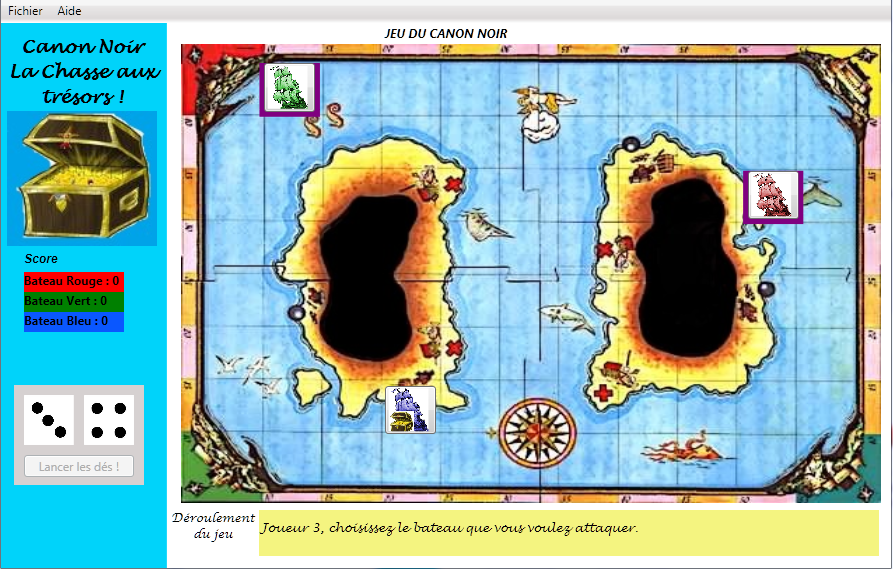 Fichier Aide
Canon Noir
La Chasse aux
trésors !
Score
Bateau Rouge : 0
Bateau Vert : 0
Bateau Bleu : 0
Lancer les dés !
JEU DU CANON NOIR
Déroulement
du jeu
Joueur 3, choisissez le bateau que vous voulez attaquer.